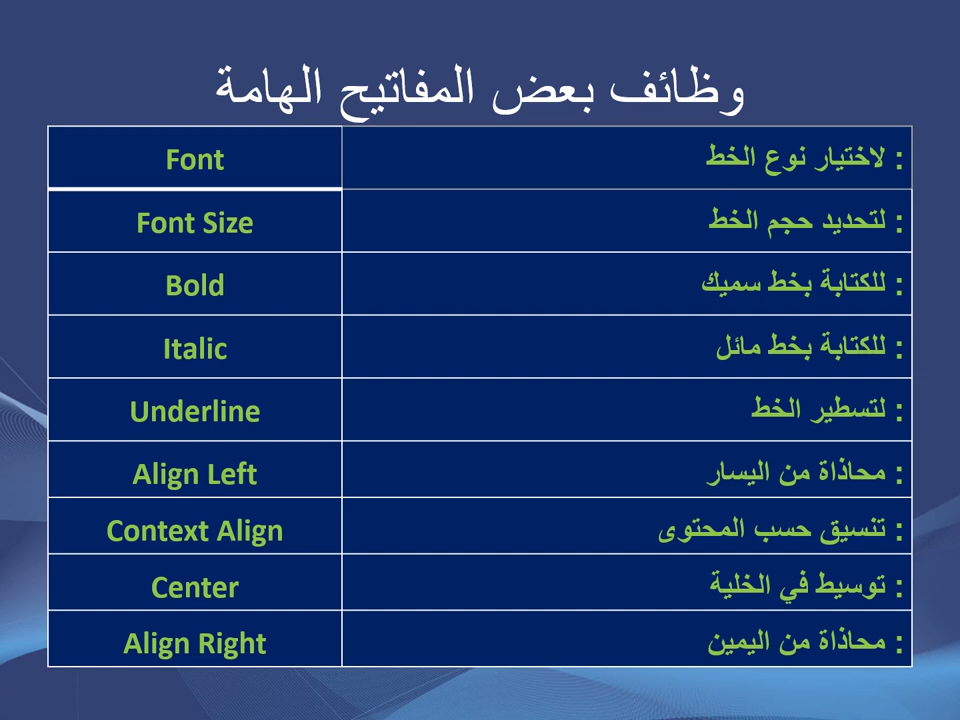 وظائف بعض المفاتيح الهامة
Font : لاختيار نوع الخط
Font Size : لتحديد حجم الخط
Bold : للكتابة بخط سميك
Italic : للكتابة بخط مائل
Underline : لتسطير الخط
Align Left : محاذاة من اليسار
Context Align : تنسيق حسب المحتوى
Center : توسيط في الخلية
Align Right : محاذاة من اليمين